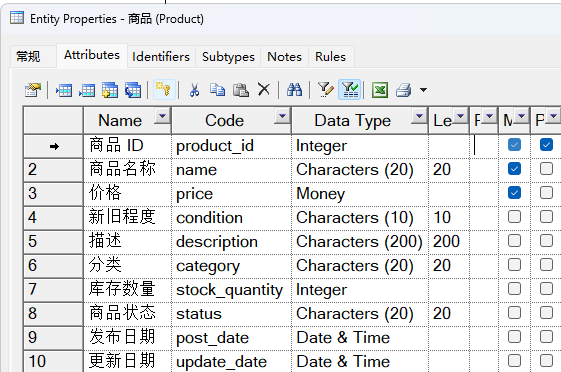 Entity Properties - 商品 (Product)
常规 Attributes Identifiers Subtypes Notes Rules
Name Code Data Type Le P M P
商品 ID product_id Integer
2 商品名称 name Characters (20) 20
3 价格 price Money
4 新旧程度 condition Characters (10) 10
5 描述 description Characters (200) 200
6 分类 category Characters (20) 20
7 库存数量 stock_quantity Integer
8 商品状态 status Characters (20) 20
9 发布日期 post_date Date & Time
10 更新日期 update_date Date & Time